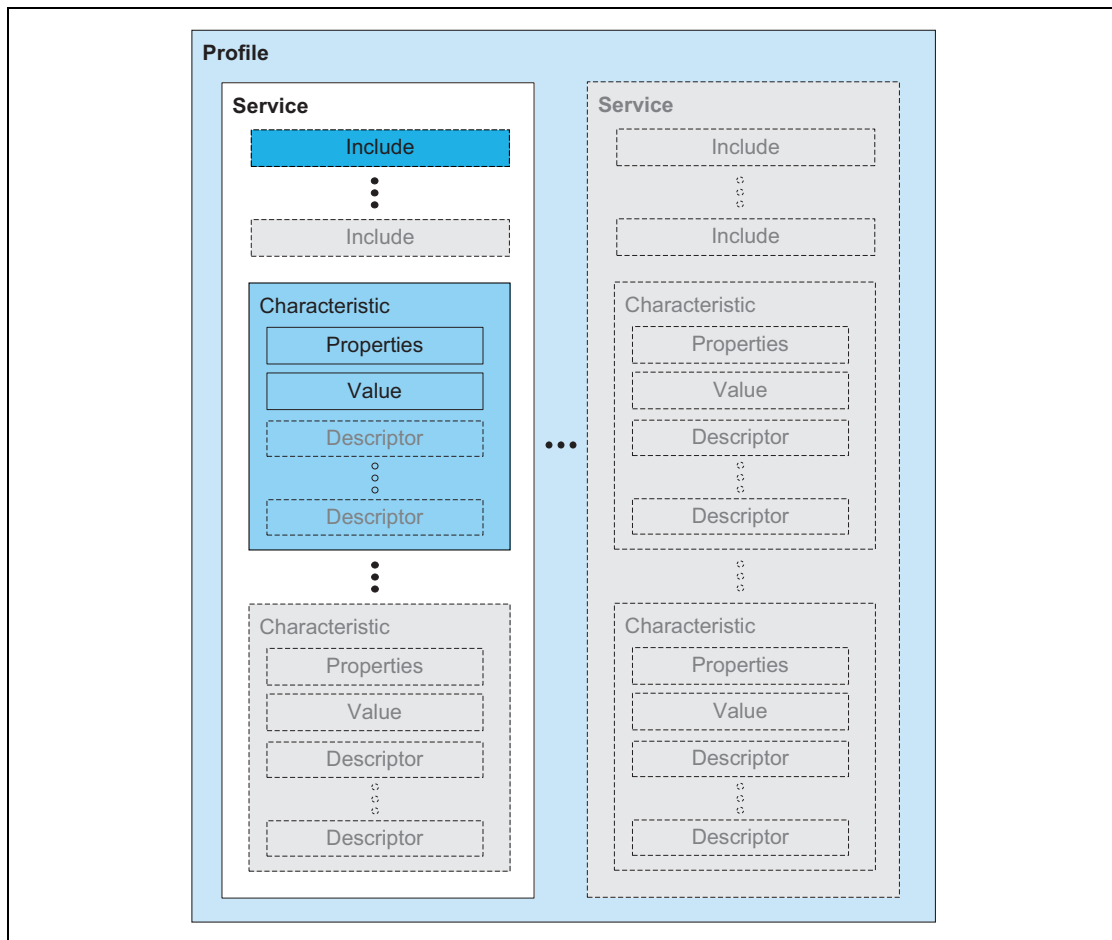 Profile
Service
Include
Include
Characteristic
Properties
Value
Descriptor
Descriptor
Characteristic
Properties
Value
Descriptor
Descriptor
Service
Include
Include
Characteristic
Properties
Value
Descriptor
Descriptor
Characteristic
Properties
Value
Descriptor
Descriptor